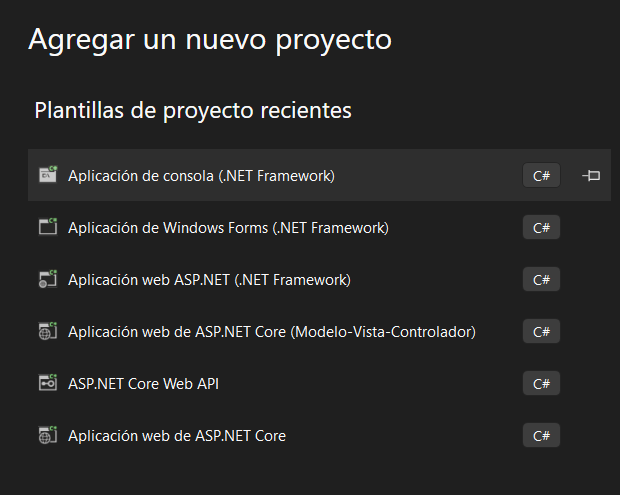 Agregar un nuevo proyecto
Plantillas de proyecto recientes
Aplicación de consola (.NET Framework) C#
Aplicación de Windows Forms (.NET Framework) C#
Aplicación web ASP.NET (.NET Framework) C#
Aplicación web de ASP.NET Core (Modelo-Vista-Controlador) C#
ASP.NET Core Web API C#
Aplicación web de ASP.NET Core C#